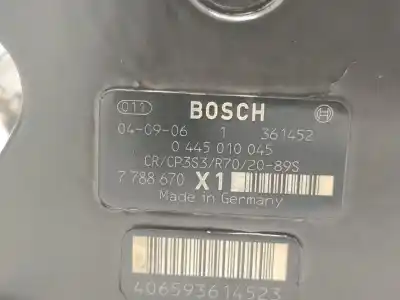 011 BOSCH
04-09-06 1 361452
0 445 010 045
CR/CP3S3/R70/20-89S
7 788 670 X1
Made in Germany
406593614523